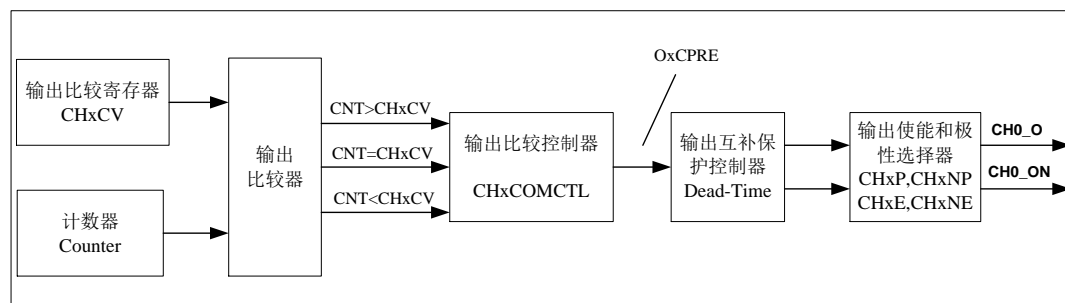 输出比较寄存器
CHxCV
计数器
Counter
输出
比较器
CNT>CHxCV
CNT=CHxCV
CNT<CHxCV
输出比较控制器
CHxCOMCTL
OxCPRE
输出互补保
护控制器
Dead-Time
输出使能和极
性选择器
CHxP,CHxNP
CHxE,CHxNE
CH0_O
CH0_ON